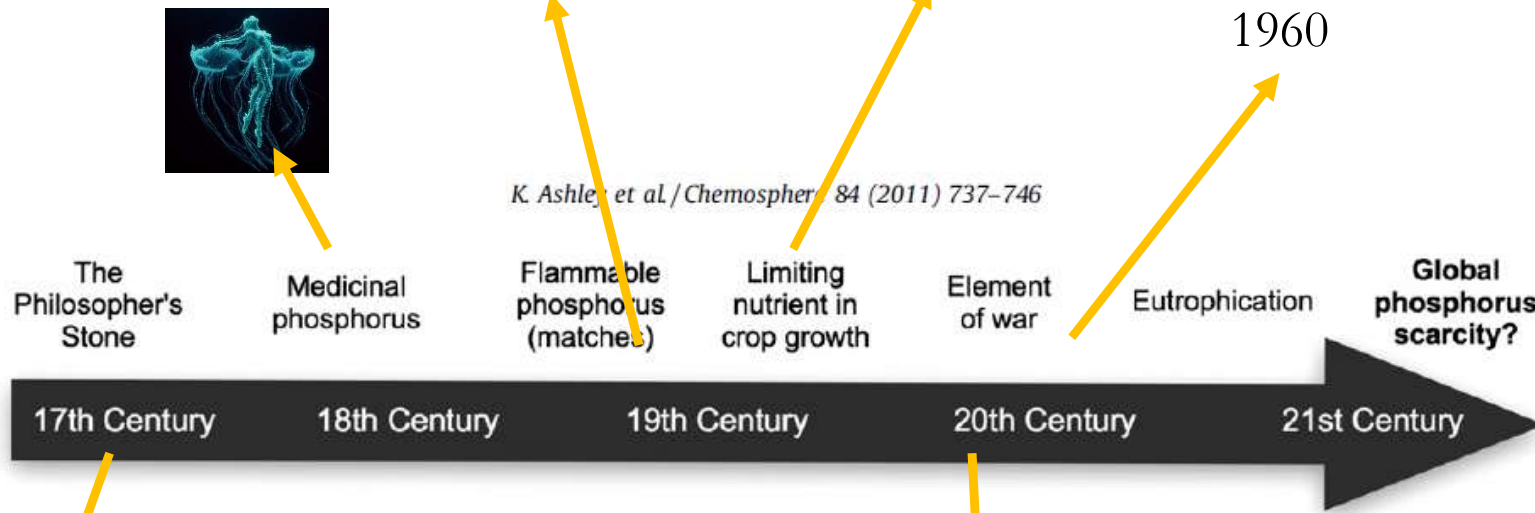 1960
K. Ashley et al. / Chemosphere 84 (2011) 737–746
The
Philosopher's
Stone
Medicinal
phosphorus
Flammable
phosphorus
(matches)
Limiting
nutrient in
crop growth
Element
of war
Eutrophication
Global
phosphorus
scarcity?
17th Century
18th Century
19th Century
20th Century
21st Century